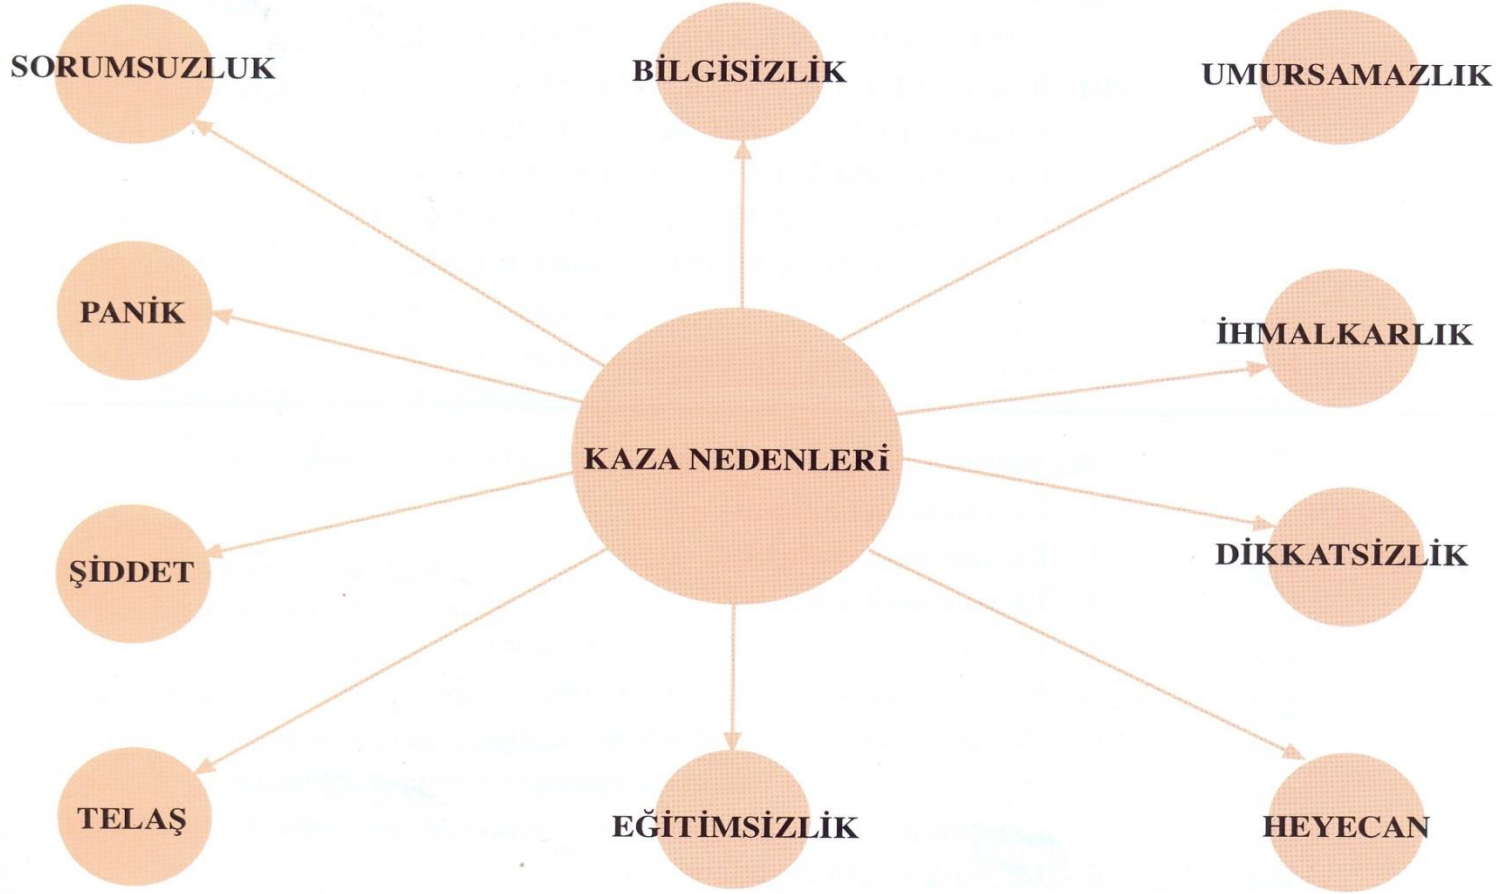 SORUMSUZLUK
BİLGİSİZLİK
UMURSAMAZLIK
PANİK
İHMALKARLIK
KAZA NEDENLERİ
ŞİDDET
DİKKATSİZLİK
TELAŞ
EĞİTİMSİZLİK
HEYECAN